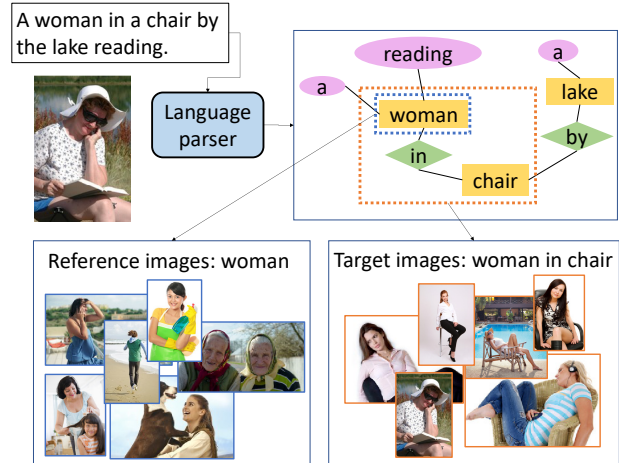 A woman in a chair by
the lake reading.
Language
parser
reading
a
a
lake
woman
by
in
chair
Reference images: woman
Target images: woman in chair